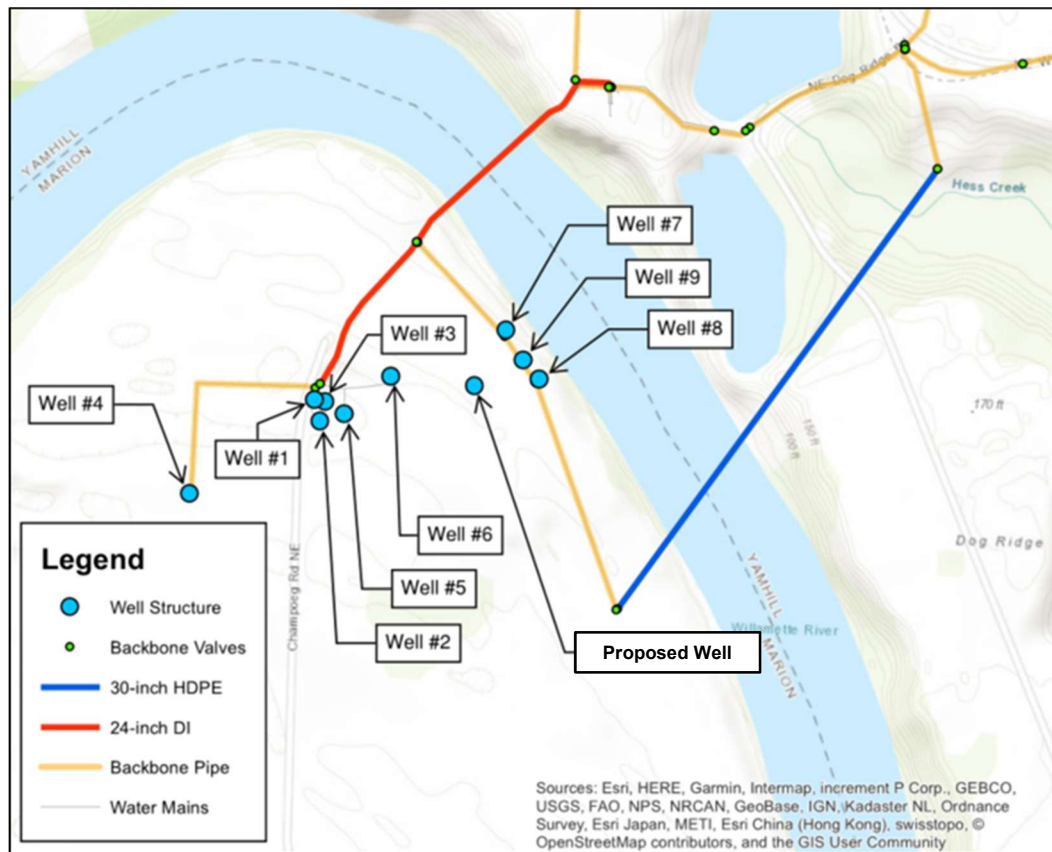 YAMHILL
MARION
NE Dog Ridge R
W
Hess Creek
Well #7
Well #9
Well #8
Well #3
Well #4
Well #1
Well #6
Well #5
Well #2
Proposed Well
170 ft
150 ft
100 ft
Dog Ridge
Champoeg Rd NE
Willamette River
YAMHILL
MARION
Legend
Well Structure
Backbone Valves
30-inch HDPE
24-inch DI
Backbone Pipe
Water Mains
Sources: Esri, HERE, Garmin, Intermap, increment P Corp., GEBCO,
USGS, FAO, NPS, NRCAN, GeoBase, IGN, Kadaster NL, Ordnance
Survey, Esri Japan, METI, Esri China (Hong Kong), swisstopo, ©
OpenStreetMap contributors, and the GIS User Community